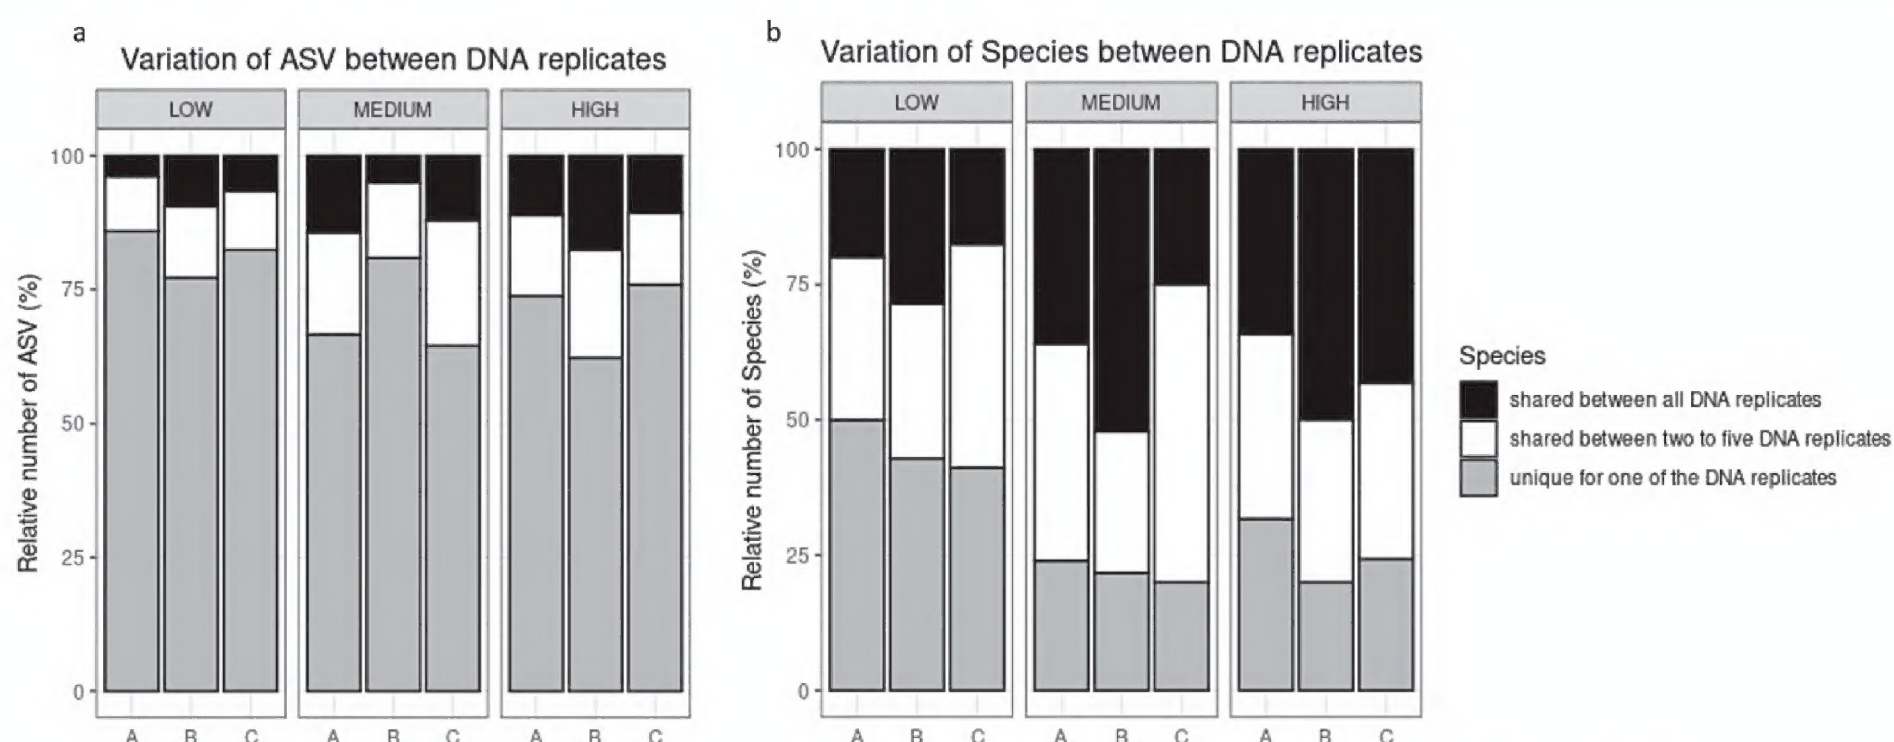 a
Variation of ASV between DNA replicates
LOW
MEDIUM
HIGH
Relative number of ASV (%)
100
75
50
25
0
A B C
A B C
A B C
b
Variation of Species between DNA replicates
LOW
MEDIUM
HIGH
Relative number of Species (%)
100
75
50
25
0
A B C
A B C
A B C
Species
shared between all DNA replicates
shared between two to five DNA replicates
unique for one of the DNA replicates